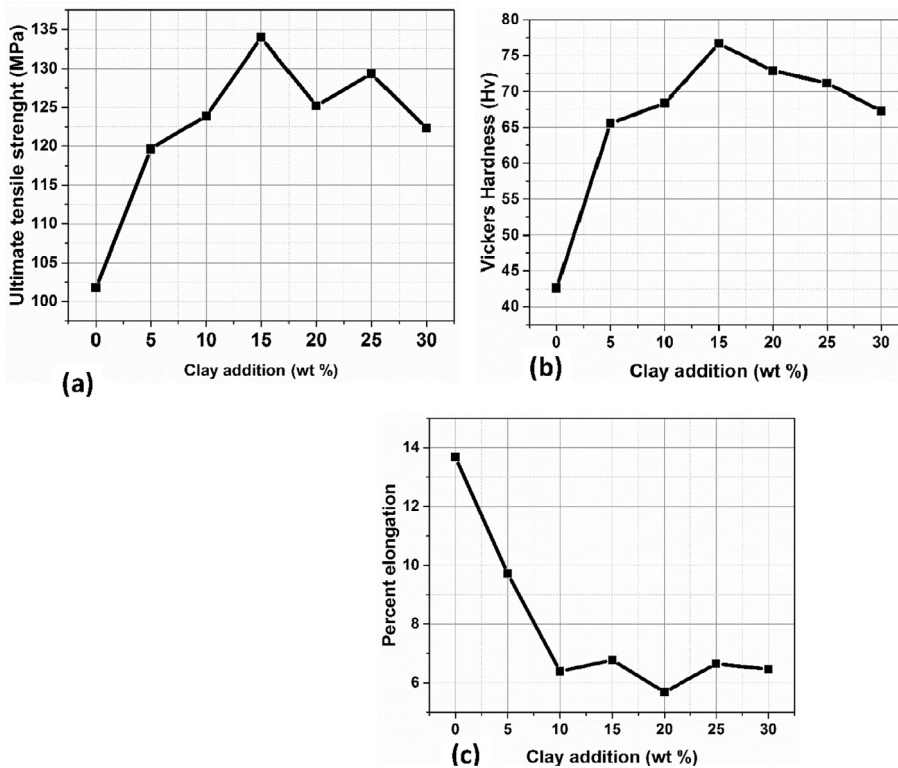 Ultimate tensile strenght (MPa)
135
130
125
120
115
110
105
100
0 5 10 15 20 25 30
Clay addition (wt %)
(a)
Vickers Hardness (Hv)
80
75
70
65
60
55
50
45
40
0 5 10 15 20 25 30
Clay addition (wt %)
(b)
Percent elongation
14
12
10
8
6
0 5 10 15 20 25 30
Clay addition (wt %)
(c)